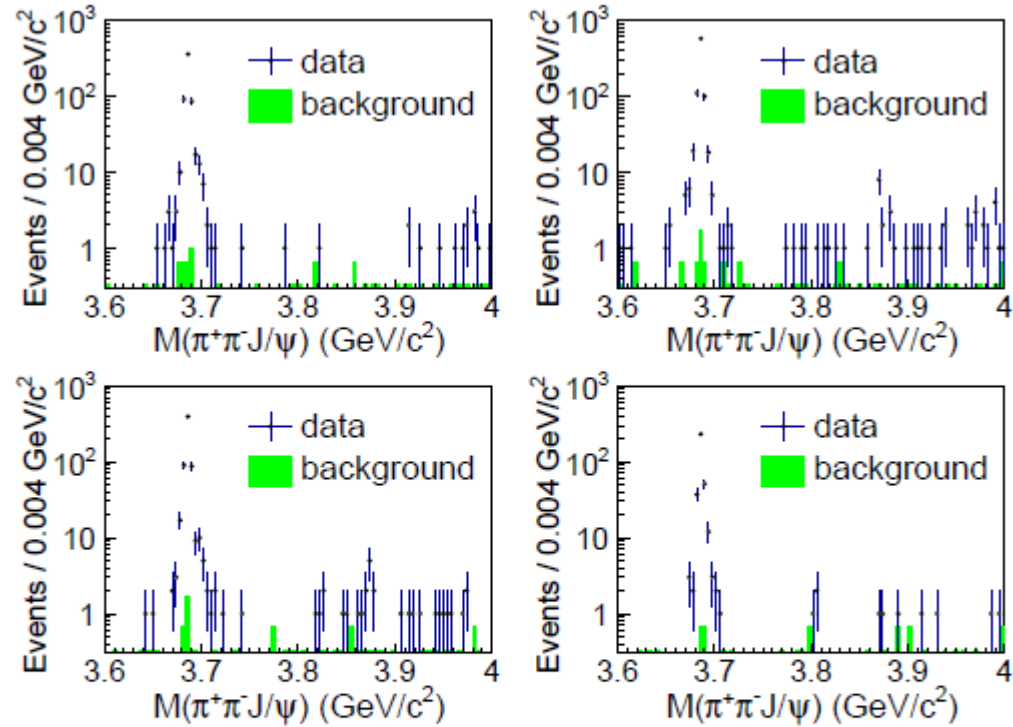 Events / 0.004 GeV/c²
10³
10²
10
1
data
background
3.6 3.7 3.8 3.9 4
M(π⁺π⁻J/ψ) (GeV/c²)
Events / 0.004 GeV/c²
10³
10²
10
1
data
background
3.6 3.7 3.8 3.9 4
M(π⁺π⁻J/ψ) (GeV/c²)
Events / 0.004 GeV/c²
10³
10²
10
1
data
background
3.6 3.7 3.8 3.9 4
M(π⁺π⁻J/ψ) (GeV/c²)
Events / 0.004 GeV/c²
10³
10²
10
1
data
background
3.6 3.7 3.8 3.9 4
M(π⁺π⁻J/ψ) (GeV/c²)